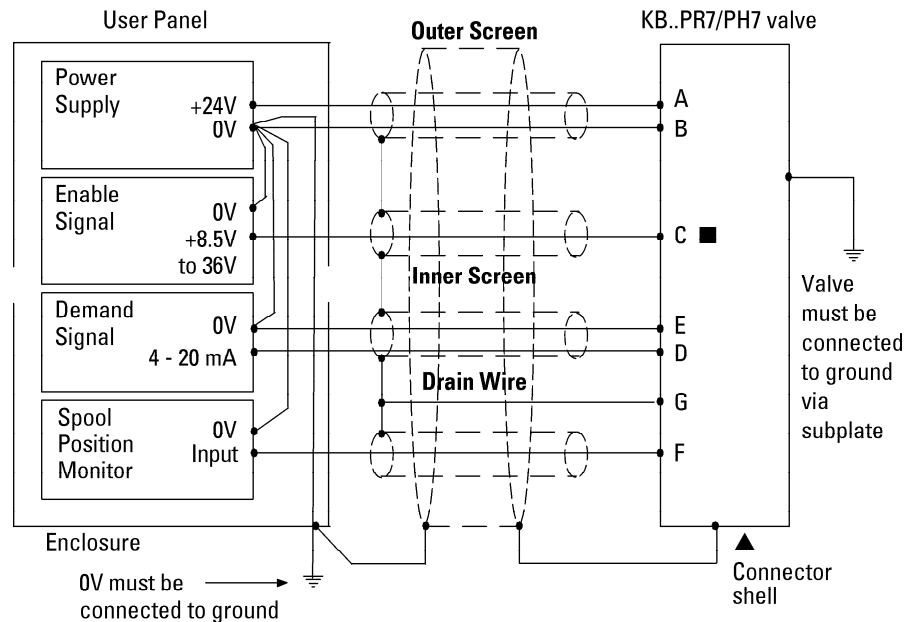 User Panel
Outer Screen
KB..PR7/PH7 valve
Power
Supply
+24V
0V
A
B
Enable
Signal
0V
+8.5V
to 36V
C ■
Inner Screen
Demand
Signal
0V
4 - 20 mA
E
D
Drain Wire
G
Spool
Position
Monitor
0V
Input
F
Valve
must be
connected
to ground
via
subplate
Enclosure
0V must be
connected to ground
▲
Connector
shell